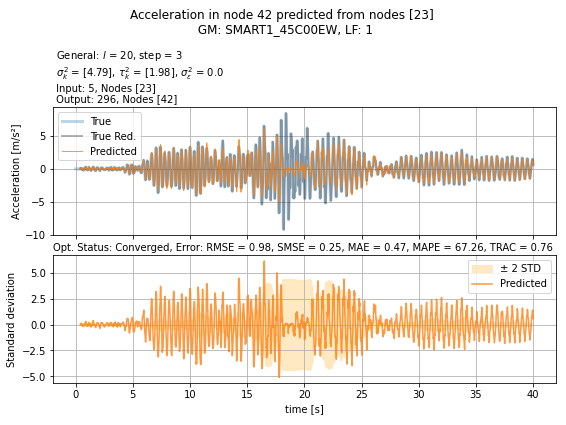 Acceleration in node 42 predicted from nodes [23]
GM: SMART1_45C00EW, LF: 1
General: l = 20, step = 3
σ²ₖ = [4.79], τ²ₖ = [1.98], σ²ε = 0.0
Input: 5, Nodes [23]
Output: 296, Nodes [42]
True
True Red.
Predicted
Acceleration [m/s²]
5
0
−5
−10
Opt. Status: Converged, Error: RMSE = 0.98, SMSE = 0.25, MAE = 0.47, MAPE = 67.26, TRAC = 0.76
± 2 STD
Predicted
Standard deviation
5.0
2.5
0.0
−2.5
−5.0
0 5 10 15 20 25 30 35 40
time [s]